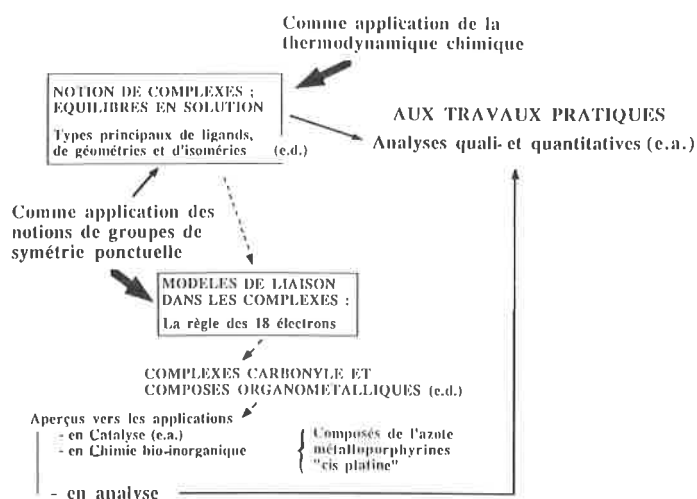 Comme application de la
thermodynamique chimique
NOTION DE COMPLEXES ;
EQUILIBRES EN SOLUTION
Types principaux de ligands,
de géométries et d'isoméries (e.d.)
AUX TRAVAUX PRATIQUES
Analyses quali- et quantitatives (e.a.)
Comme application des
notions de groupes de
symétrie ponctuelle
MODELES DE LIAISON
DANS LES COMPLEXES :
La règle des 18 électrons
COMPLEXES CARBONYLE ET
COMPOSES ORGANOMETALLIQUES (e.d.)
Aperçus vers les applications
- en Catalyse (e.a.)
- en Chimie bio-inorganique
{ Composés de l'azote
métalloporphyrines
"cis platine"
- en analyse